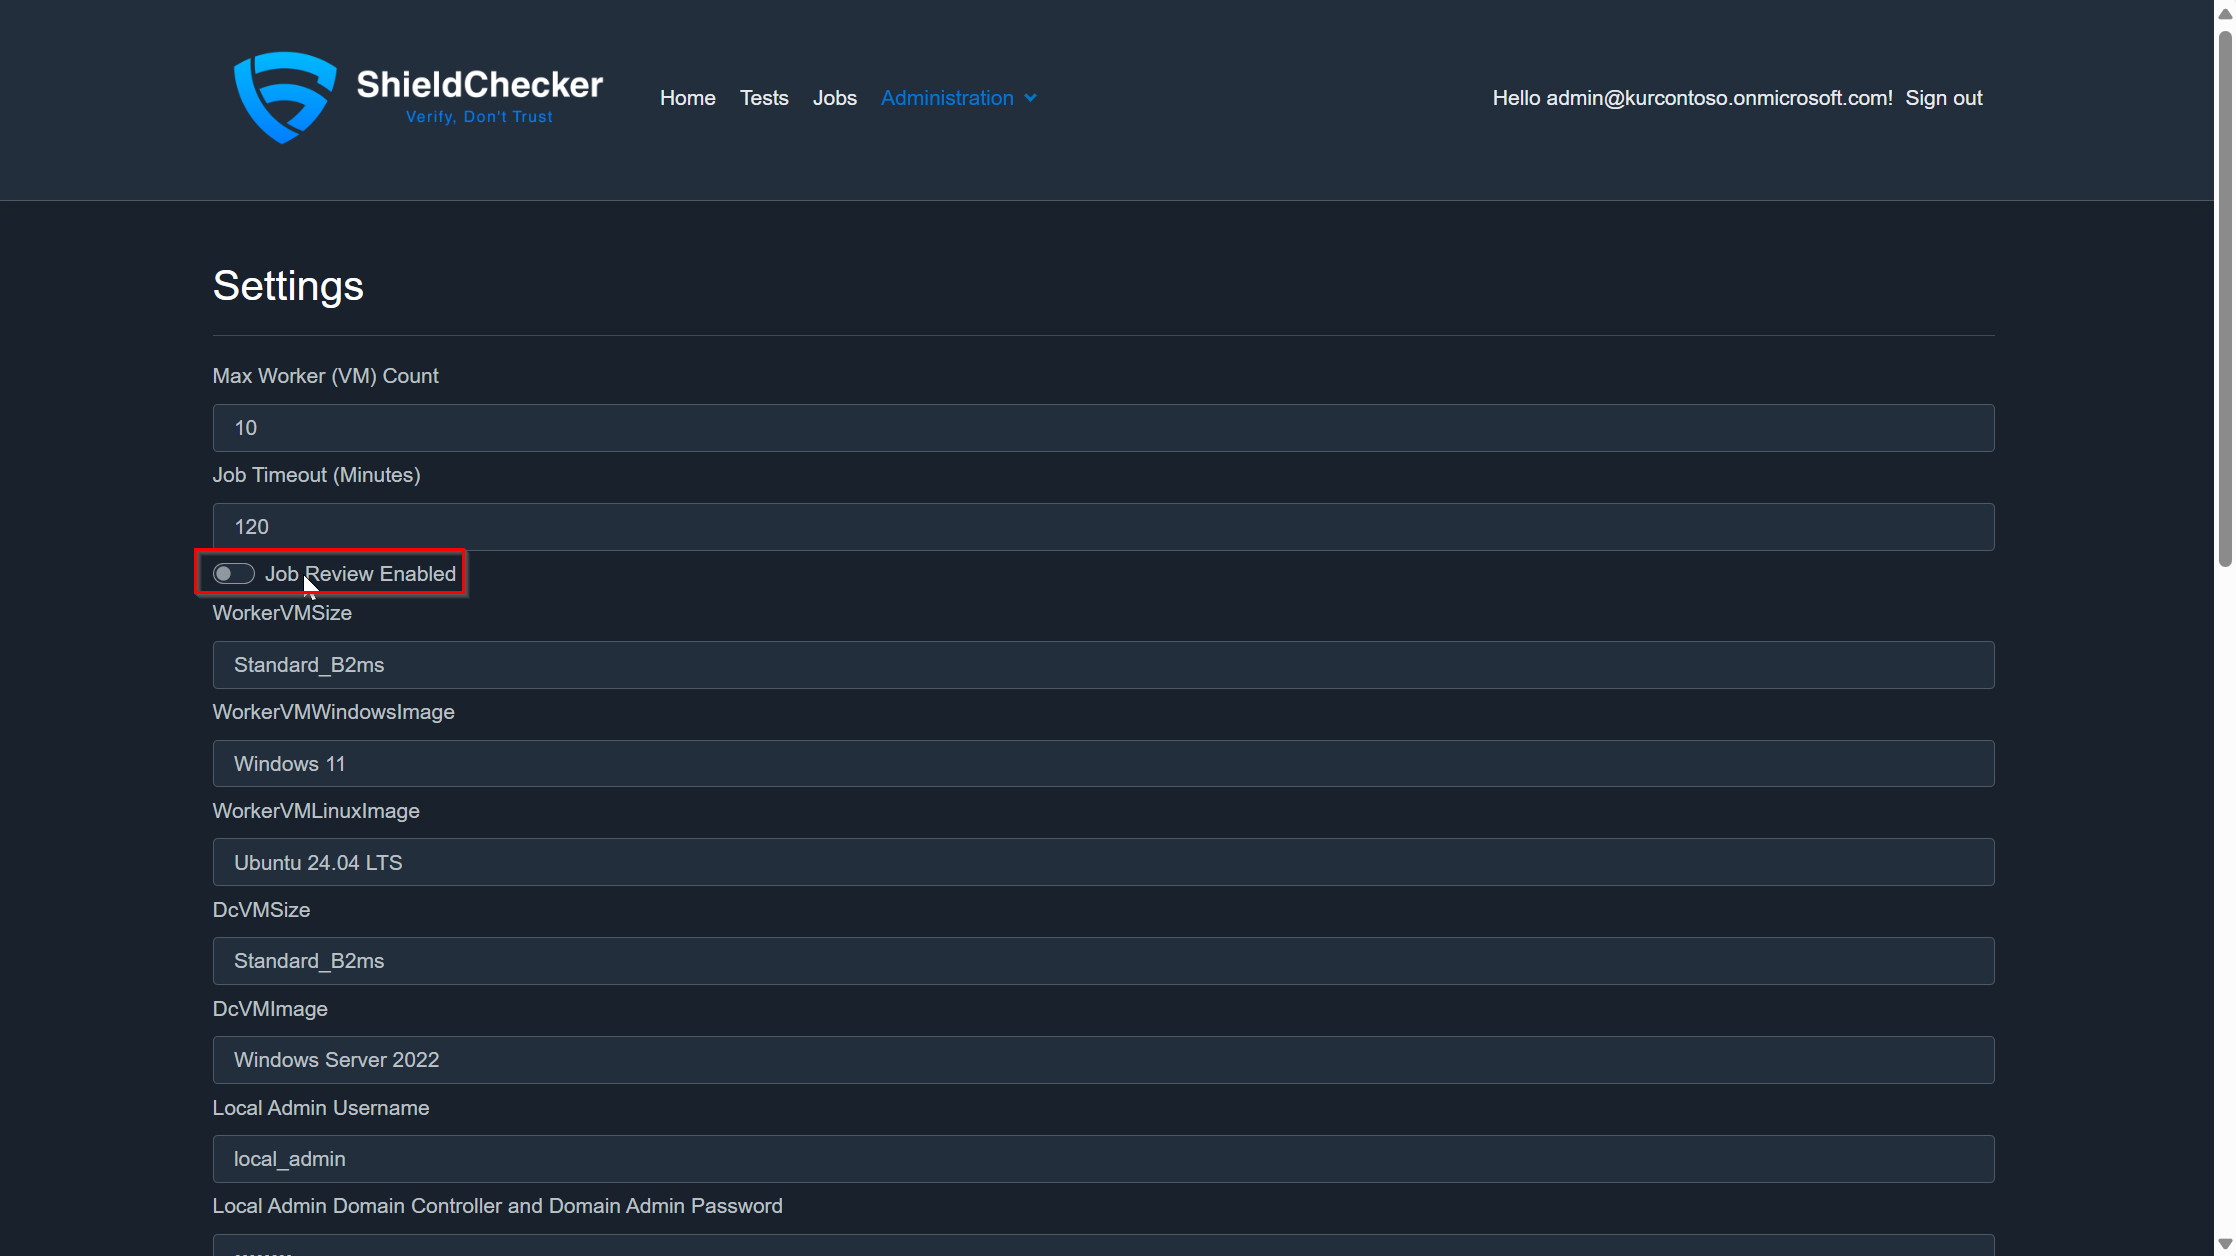 ShieldChecker
Verify, Don't Trust
Home Tests Jobs Administration
Hello admin@kurcontoso.onmicrosoft.com! Sign out
Settings
Max Worker (VM) Count
10
Job Timeout (Minutes)
120
Job Review Enabled
WorkerVMSize
Standard_B2ms
WorkerVMWindowsImage
Windows 11
WorkerVMLinuxImage
Ubuntu 24.04 LTS
DcVMSize
Standard_B2ms
DcVMImage
Windows Server 2022
Local Admin Username
local_admin
Local Admin Domain Controller and Domain Admin Password